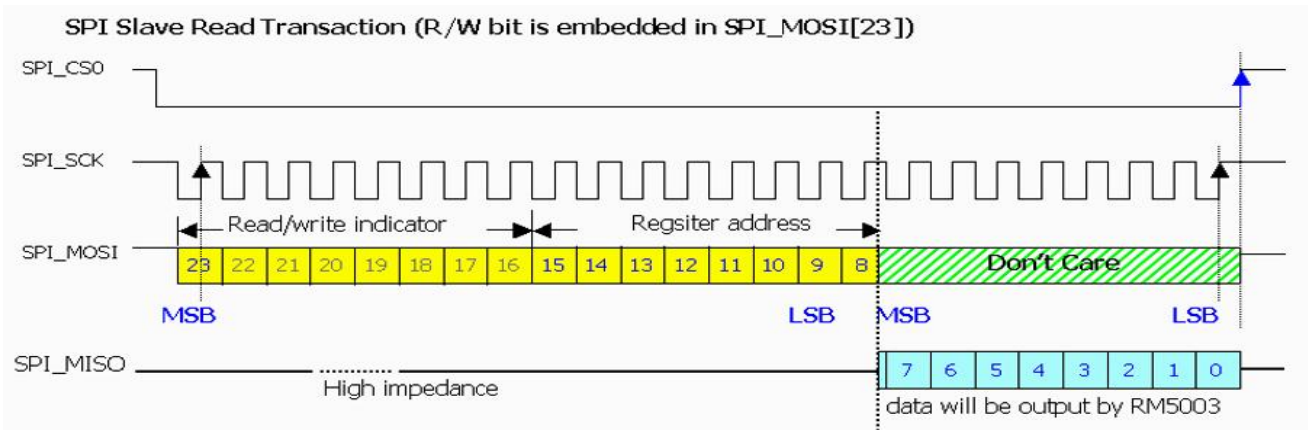 SPI Slave Read Transaction (R/W bit is embedded in SPI_MOSI[23])
SPI_CS0
SPI_SCK
Read/write indicator Regsiter address
SPI_MOSI
23 22 21 20 19 18 17 16 15 14 13 12 11 10 9 8 Don't Care
MSB LSB MSB LSB
SPI_MISO
7 6 5 4 3 2 1 0
High impedance
data will be output by RM5003